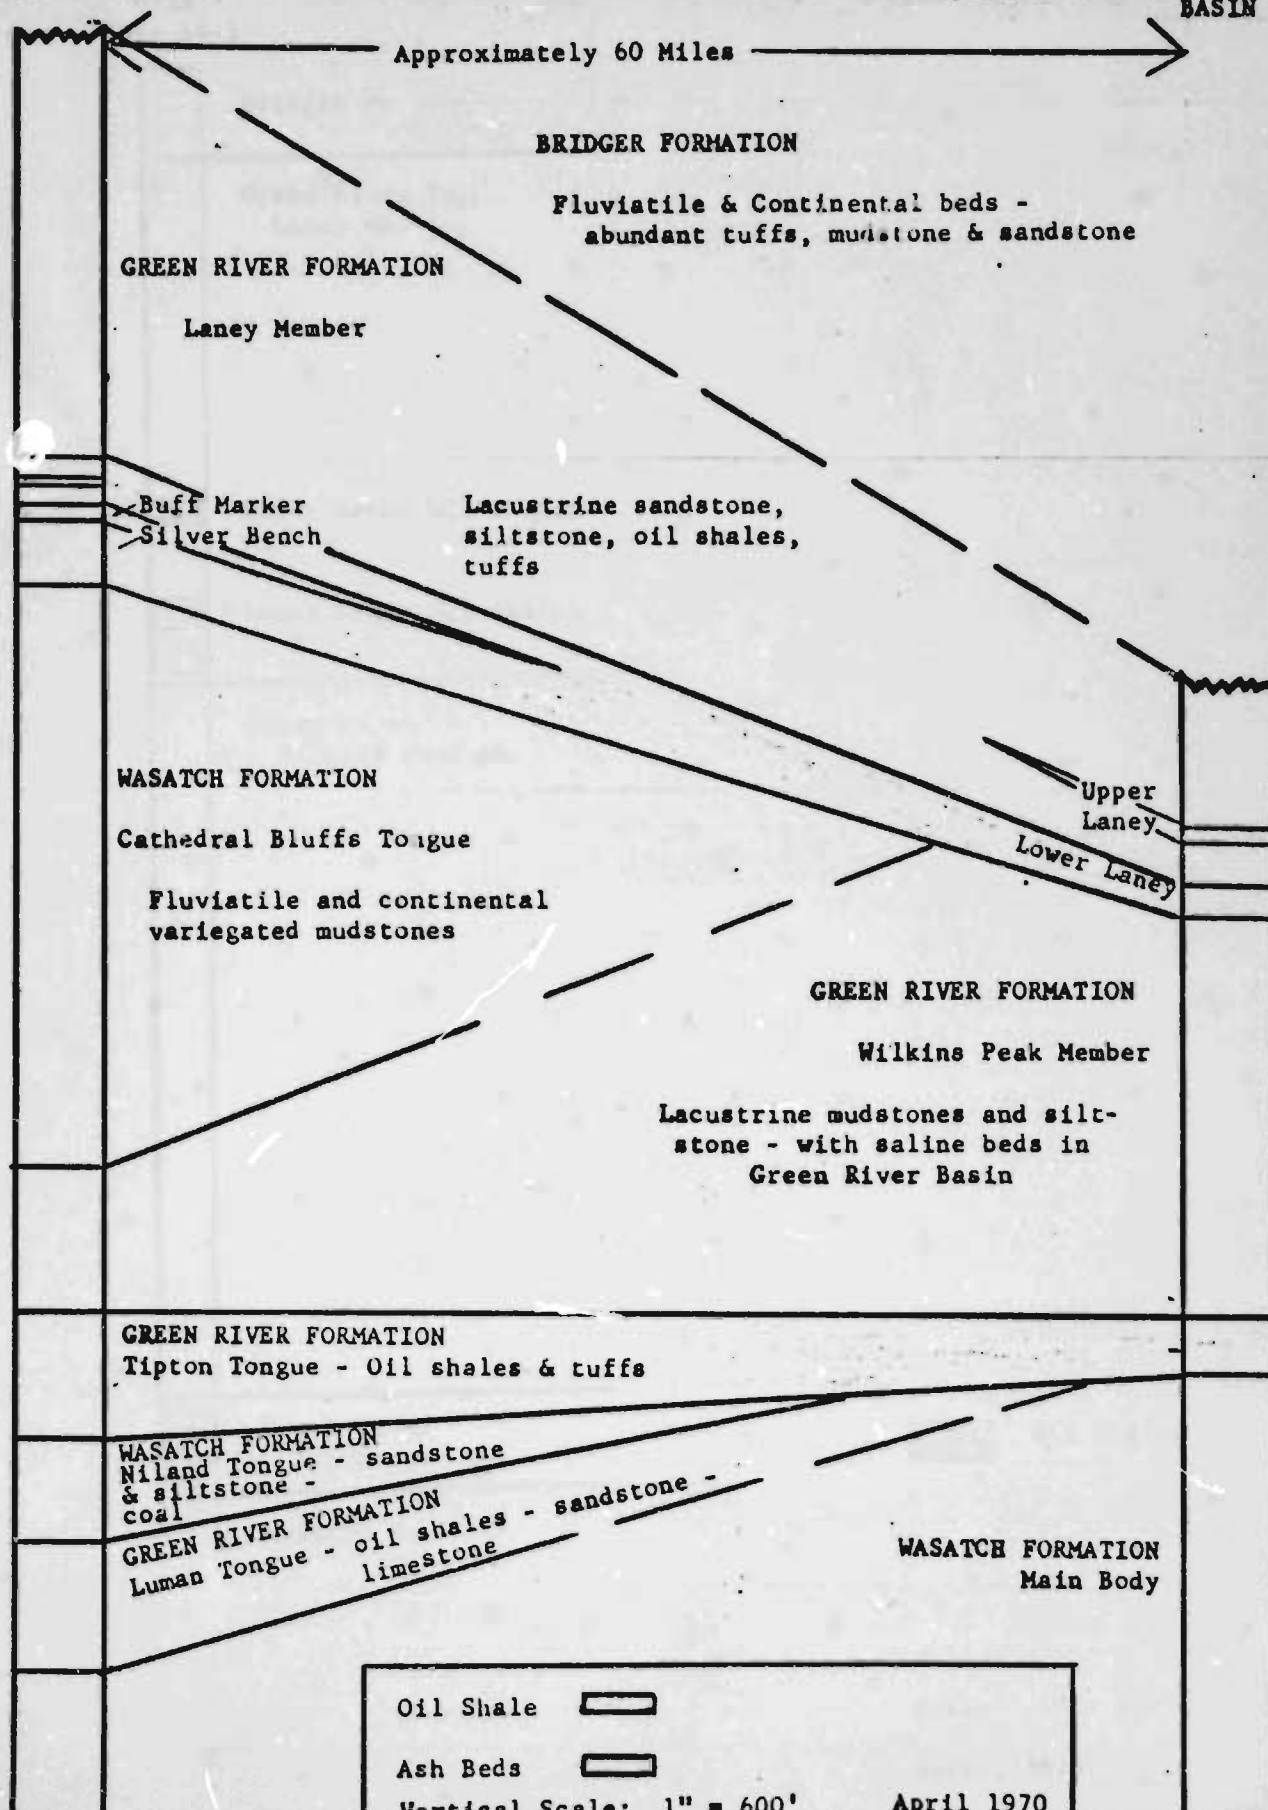 BASIN
Approximately 60 Miles
BRIDGER FORMATION
Fluviatile & Continental beds -
abundant tuffs, mudstone & sandstone
GREEN RIVER FORMATION
Laney Member
Buff Marker
Silver Bench
Lacustrine sandstone,
siltstone, oil shales,
tuffs
WASATCH FORMATION
Cathedral Bluffs Tongue
Fluviatile and continental
variegated mudstones
Upper
Laney
Lower Laney
GREEN RIVER FORMATION
Wilkins Peak Member
Lacustrine mudstones and silt-
stone - with saline beds in
Green River Basin
GREEN RIVER FORMATION
Tipton Tongue - Oil shales & tuffs
WASATCH FORMATION
Niland Tongue - sandstone
& siltstone -
coal
GREEN RIVER FORMATION
Luman Tongue - oil shales - sandstone -
limestone
WASATCH FORMATION
Main Body
Oil Shale
Ash Beds
Vertical Scale: 1" = 600' April 1970